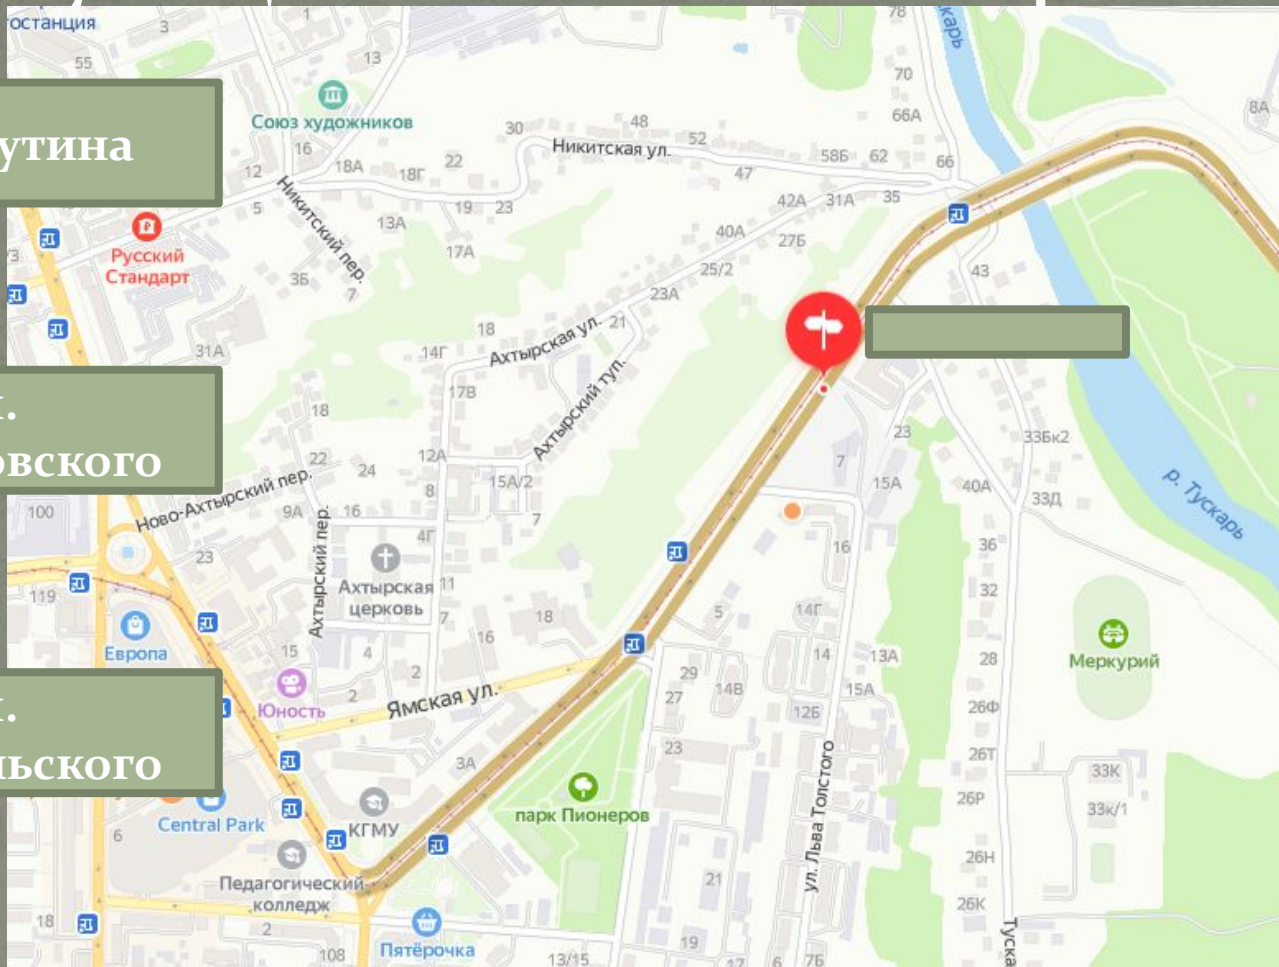 останция
3
78
55
13
70
8А
Союз художников
66А
утина
30
48
52
Никитская ул.
16
12
18А
18Г
22
58Б
62
66
47
Никитский пер.
5
13А
19
23
42А
31А
35
Русский
Стандарт
17А
40А
27Б
3Б
7
25/2
43
23А
31А
18
Ахтырская ул.
21
14Г
17В
Ахтырский туп.
18
овского
22
24
12А
23
33Бк2
7
15А
40А
33Д
р. Тускарь
Ново-Ахтырский пер.
8
15А/2
100
9А
16
7
4Г
16
36
23
Ахтырский пер.
Ахтырская
церковь
11
119
32
7
18
5
14Г
Европа
15
4
16
14
13А
28
Меркурий
2
29
27
14В
15А
Юность
2
Ямская ул.
12Б
26Ф
льского
23
26Т
3А
ул. Льва Толстого
33К
парк Пионеров
26Р
33к/1
6
Central Park
КГМУ
26Н
Педагогический
колледж
21
26К
18
2
Туска
108
Пятёрочка
13/15
19
17
6
7Б